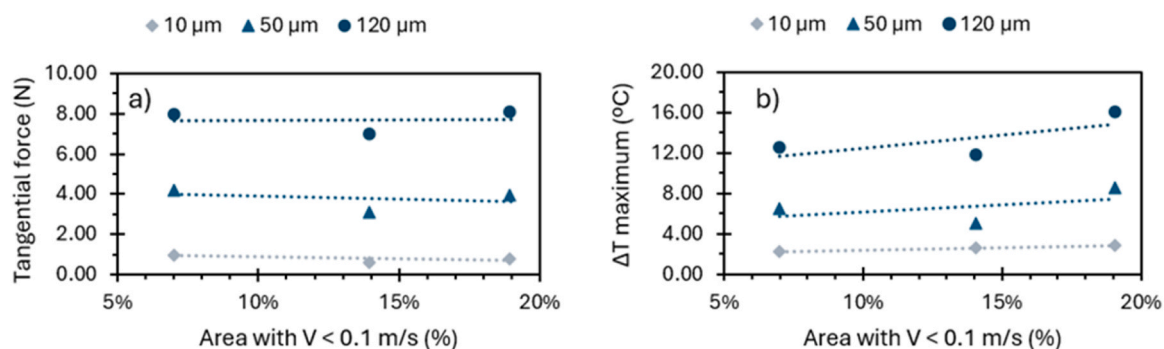 10 μm 50 μm 120 μm
10.00
8.00
6.00
4.00
2.00
0.00
Tangential force (N)
a)
5% 10% 15% 20%
Area with V < 0.1 m/s (%)
10 μm 50 μm 120 μm
20.00
16.00
12.00
8.00
4.00
0.00
ΔT maximum (ºC)
b)
5% 10% 15% 20%
Area with V < 0.1 m/s (%)